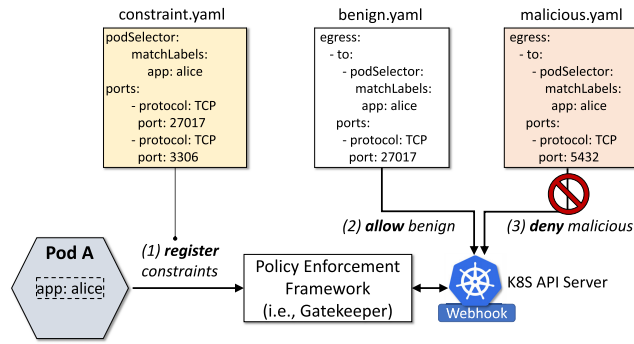 constraint.yaml
podSelector:
matchLabels:
app: alice
ports:
- protocol: TCP
port: 27017
- protocol: TCP
port: 3306
benign.yaml
egress:
- to:
- podSelector:
matchLabels:
app: alice
ports:
- protocol: TCP
port: 27017
malicious.yaml
egress:
- to:
- podSelector:
matchLabels:
app: alice
ports:
- protocol: TCP
port: 5432
(2) allow benign
(3) deny malicious
Pod A
app: alice
(1) register
constraints
Policy Enforcement
Framework
(i.e., Gatekeeper)
K8S API Server
Webhook